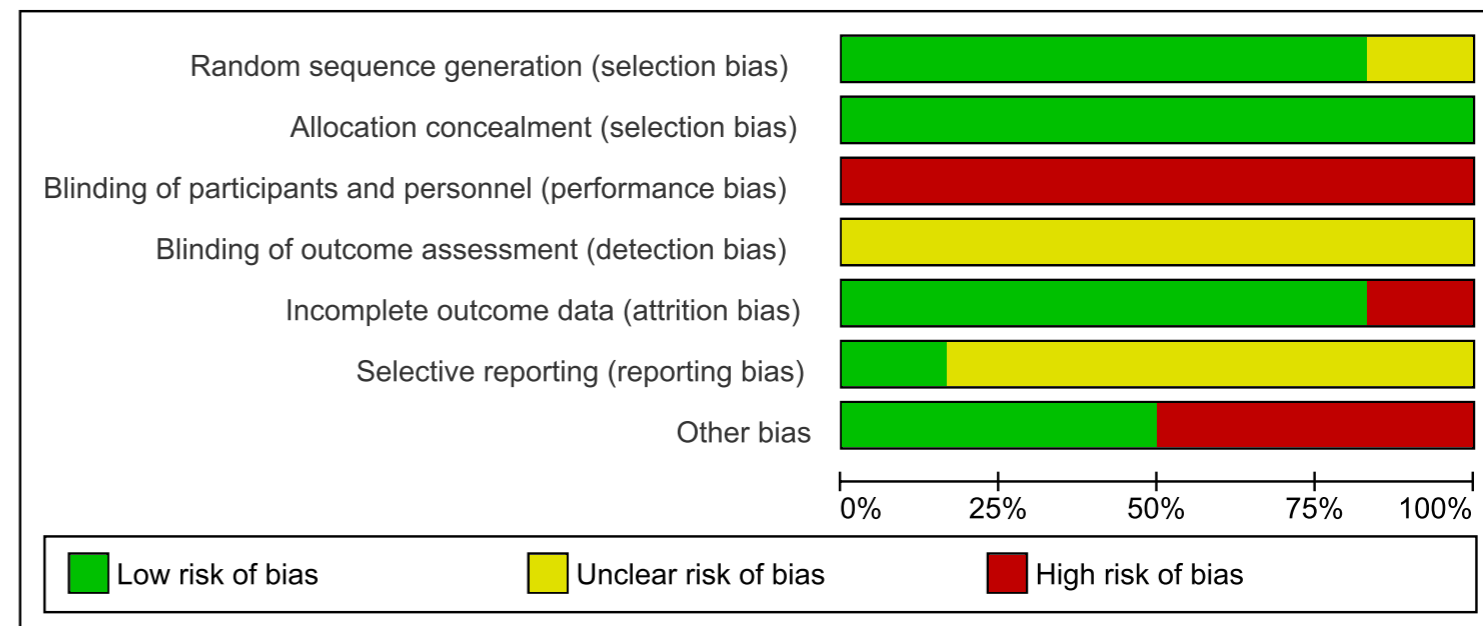 Random sequence generation (selection bias)
Allocation concealment (selection bias)
Blinding of participants and personnel (performance bias)
Blinding of outcome assessment (detection bias)
Incomplete outcome data (attrition bias)
Selective reporting (reporting bias)
Other bias
0% 25% 50% 75% 100%
Low risk of bias Unclear risk of bias High risk of bias